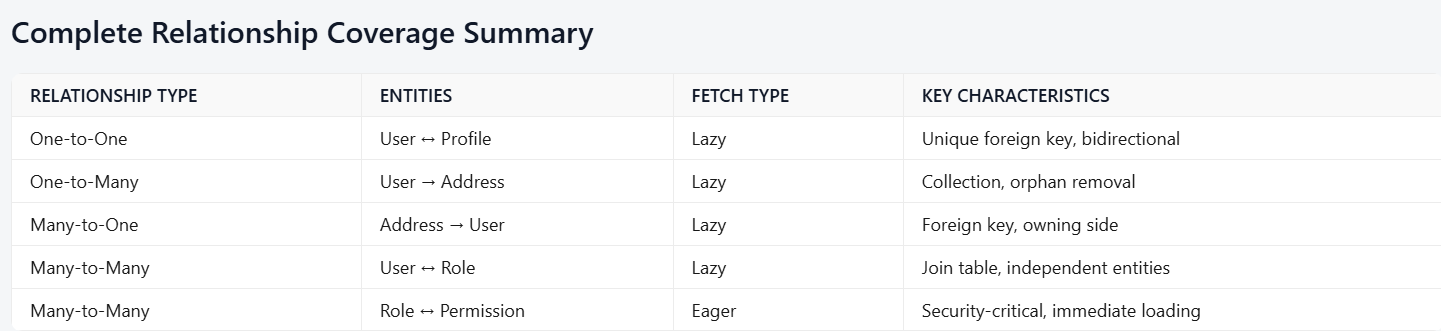 Complete Relationship Coverage Summary
RELATIONSHIP TYPE ENTITIES FETCH TYPE KEY CHARACTERISTICS
One-to-One User ↔ Profile Lazy Unique foreign key, bidirectional
One-to-Many User → Address Lazy Collection, orphan removal
Many-to-One Address → User Lazy Foreign key, owning side
Many-to-Many User ↔ Role Lazy Join table, independent entities
Many-to-Many Role ↔ Permission Eager Security-critical, immediate loading